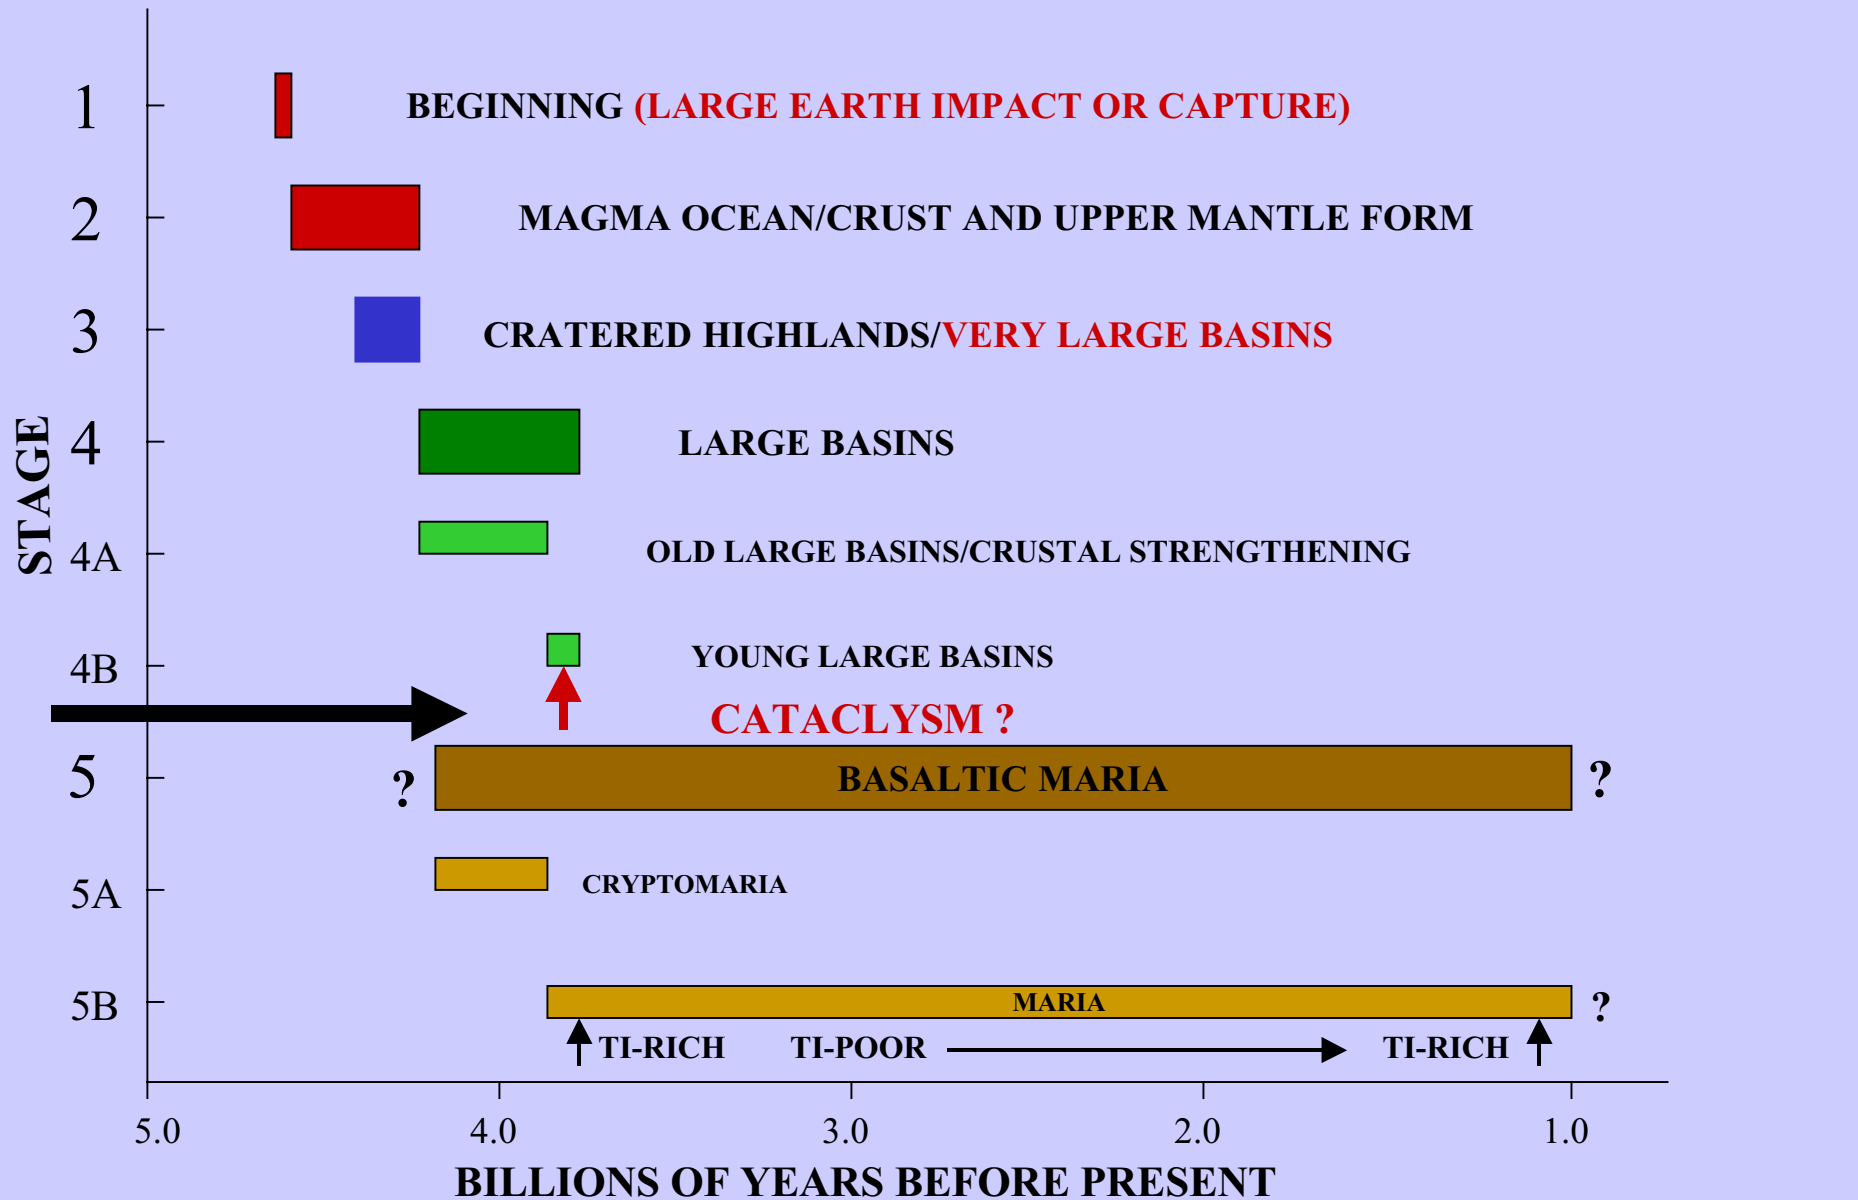 1
BEGINNING (LARGE EARTH IMPACT OR CAPTURE)
2
MAGMA OCEAN/CRUST AND UPPER MANTLE FORM
3
CRATERED HIGHLANDS/VERY LARGE BASINS
STAGE
4
LARGE BASINS
4A
OLD LARGE BASINS/CRUSTAL STRENGTHENING
4B
YOUNG LARGE BASINS
CATACLYSM ?
5
? BASALTIC MARIA ?
5A
CRYPTOMARIA
5B
MARIA ?
TI-RICH TI-POOR TI-RICH
5.0 4.0 3.0 2.0 1.0
BILLIONS OF YEARS BEFORE PRESENT